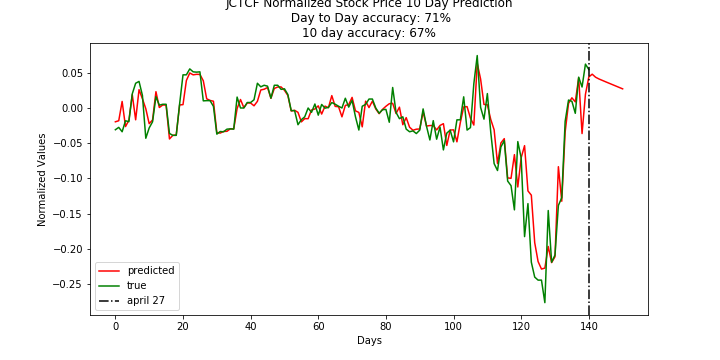 JCTCF Normalized Stock Price 10 Day Prediction
Day to Day accuracy: 71%
10 day accuracy: 67%
0.05
0.00
−0.05
−0.10
−0.15
−0.20
−0.25
Normalized Values
predicted
true
april 27
0 20 40 60 80 100 120 140
Days